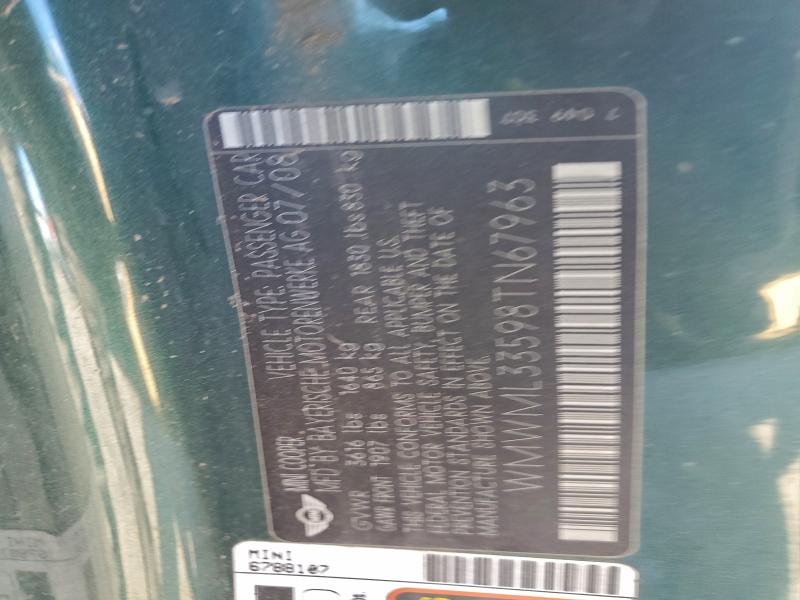 MINI COOPER, VEHICLE TYPE: PASSENGER CAR
MFD BY BAYERISCHE MOTORENWERKE AG 07/08
GVWR 3616 lbs 1640 kg
GAWR FRONT 1907 lbs 865 kg REAR 1830 lbs 830 kg
THIS VEHICLE CONFORMS TO ALL APPLICABLE U.S.
FEDERAL MOTOR VEHICLE SAFETY, BUMPER AND THEFT
PREVENTION STANDARDS IN EFFECT ON THE DATE OF
MANUFACTURE SHOWN ABOVE.
WMWML33598TN67963
MINI
6788107